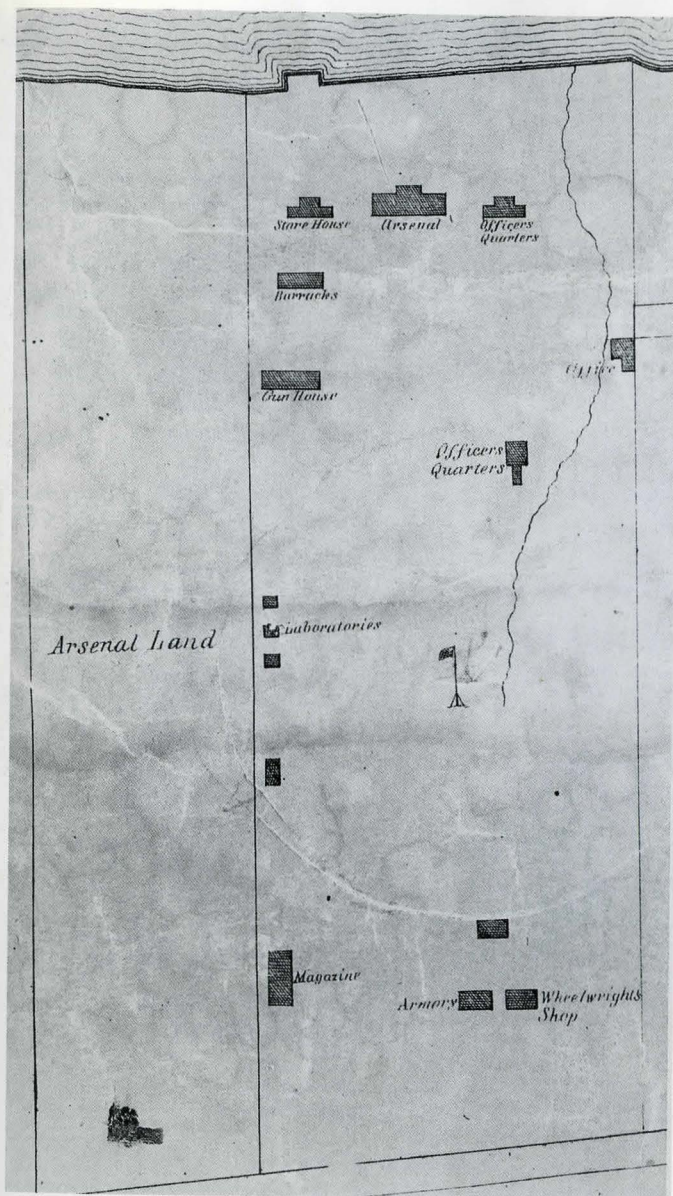 Store House
Arsenal
Officers
Quarters
Barracks
Office
Gun House
Officers
Quarters
Laboratories
Arsenal Land
Magazine
Armory
Wheelwrights
Shop